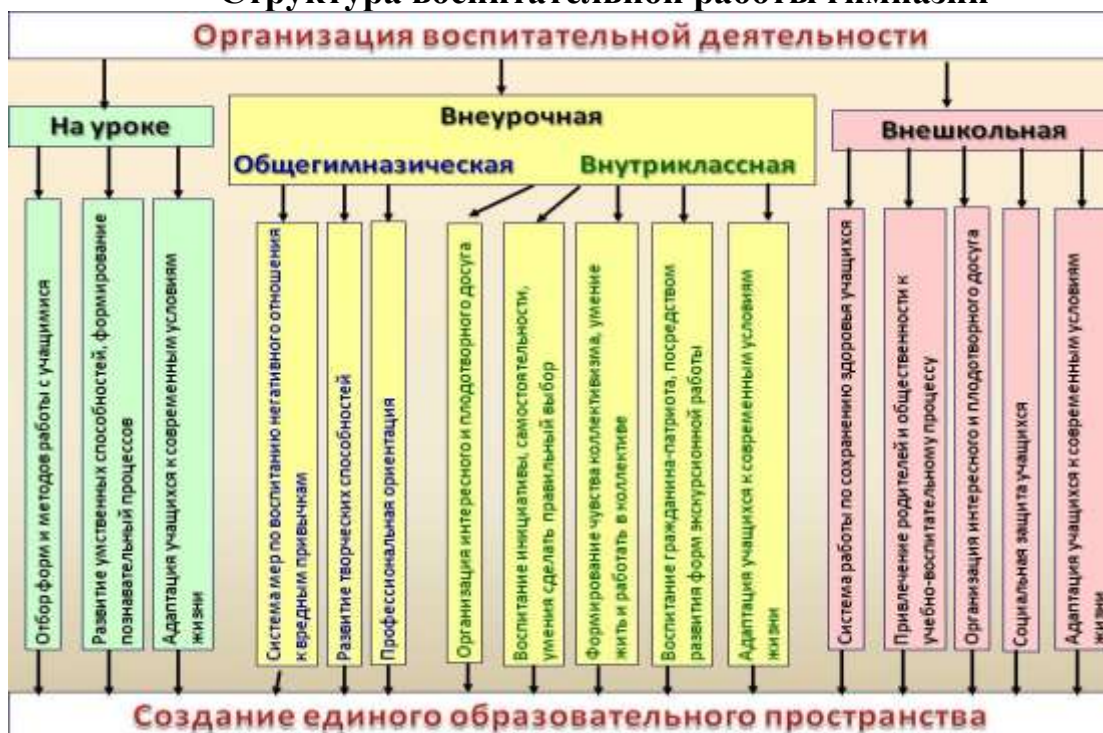 Структура воспитательной работы гимназии
Организация воспитательной деятельности
На уроке
Внеурочная
Общегимназическая
Внутриклассная
Внешкольная
Отбор форм и методов работы с учащимися
Развитие умственных способностей, формирование
познавательный процессов
Адаптация учащихся к современным условиям
жизни
Система мер по воспитанию негативного отношения
к вредным привычкам
Развитие творческих способностей
Профессиональная ориентация
Организация интересного и плодотворного досуга
Воспитание инициативы, самостоятельности,
умения сделать правильный выбор
Формирование чувства коллективизма, умение
жить и работать в коллективе
Воспитание гражданина-патриота, посредством
развития форм экскурсионной работы
Адаптация учащихся к современным условиям
жизни
Система работы по сохранению здоровья учащихся
Привлечение родителей и общественности к
учебно-воспитательному процессу
Организация интересного и плодотворного досуга
Социальная защита учащихся
Адаптация учащихся к современным условиям
жизни
Создание единого образовательного пространства